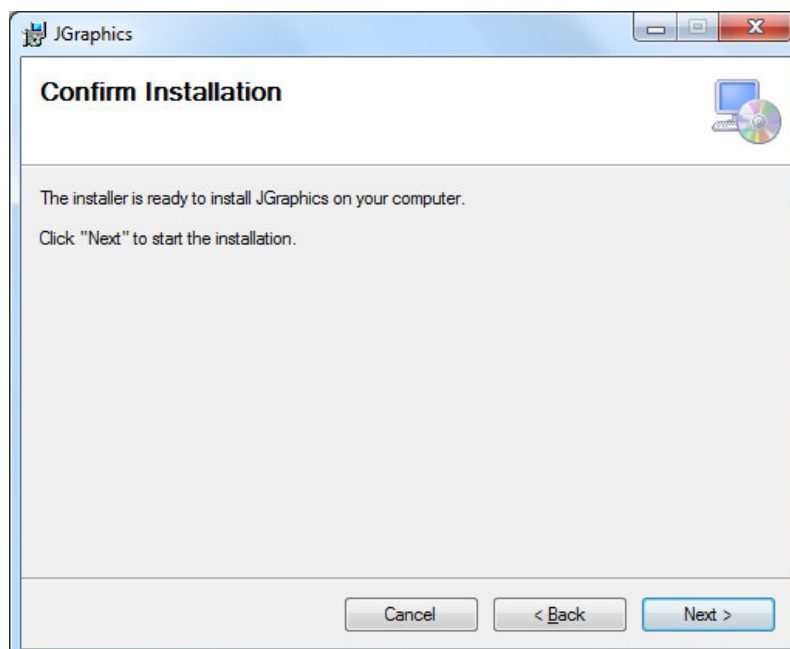 JGraphics
Confirm Installation
The installer is ready to install JGraphics on your computer.
Click "Next" to start the installation.
Cancel
< Back
Next >